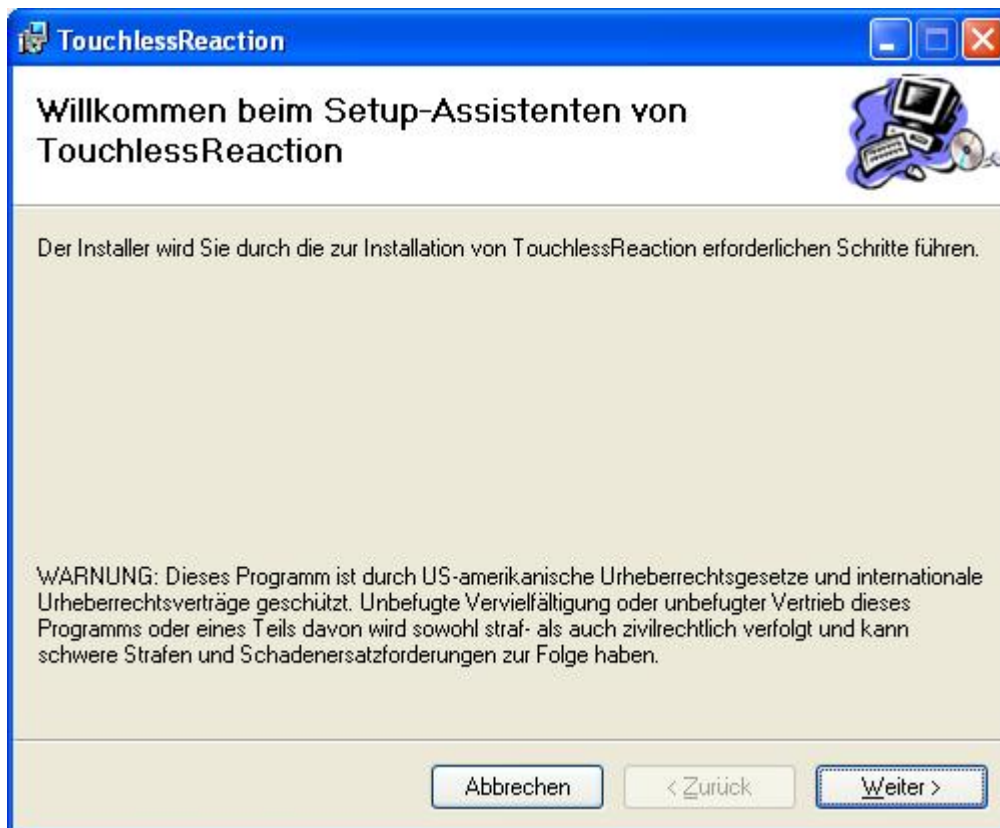 TouchlessReaction
Willkommen beim Setup-Assistenten von
TouchlessReaction
Der Installer wird Sie durch die zur Installation von TouchlessReaction erforderlichen Schritte führen.
WARNUNG: Dieses Programm ist durch US-amerikanische Urheberrechtsgesetze und internationale
Urheberrechtsverträge geschützt. Unbefugte Vervielfältigung oder unbefugter Vertrieb dieses
Programms oder eines Teils davon wird sowohl straf- als auch zivilrechtlich verfolgt und kann
schwere Strafen und Schadenersatzforderungen zur Folge haben.
Abbrechen
< Zurück
Weiter >